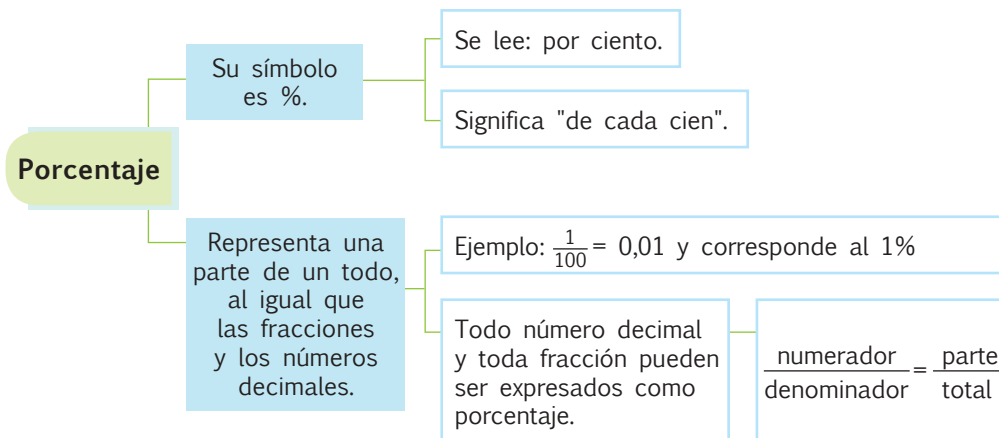 Porcentaje
Su símbolo
es %.
Se lee: por ciento.
Significa "de cada cien".
Representa una
parte de un todo,
al igual que
las fracciones
y los números
decimales.
Ejemplo: 1/100 = 0,01 y corresponde al 1%
Todo número decimal
y toda fracción pueden
ser expresados como
porcentaje.
numerador/denominador = parte/total